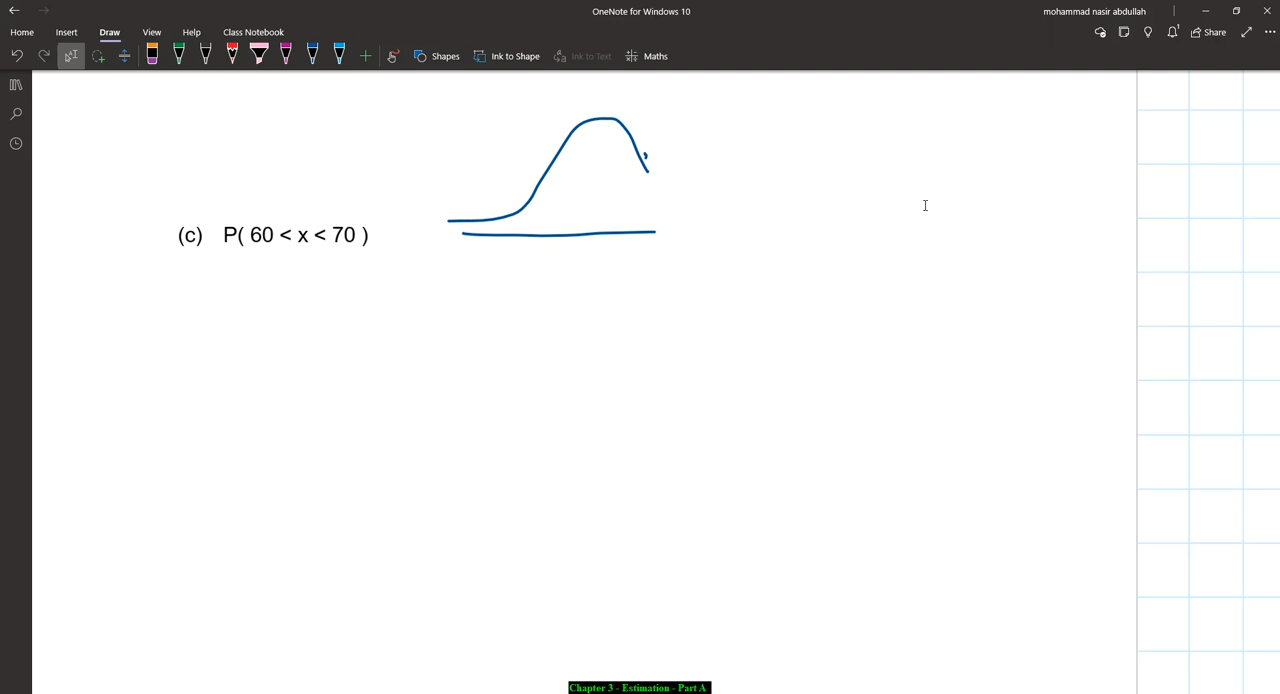 OneNote for Windows 10
mohammad nasir abdullah
Home Insert Draw View Help Class Notebook
1 Share
Shapes Ink to Shape Ink to Text Maths
(c) P( 60 < x < 70 )
Chapter 3 - Estimation - Part A